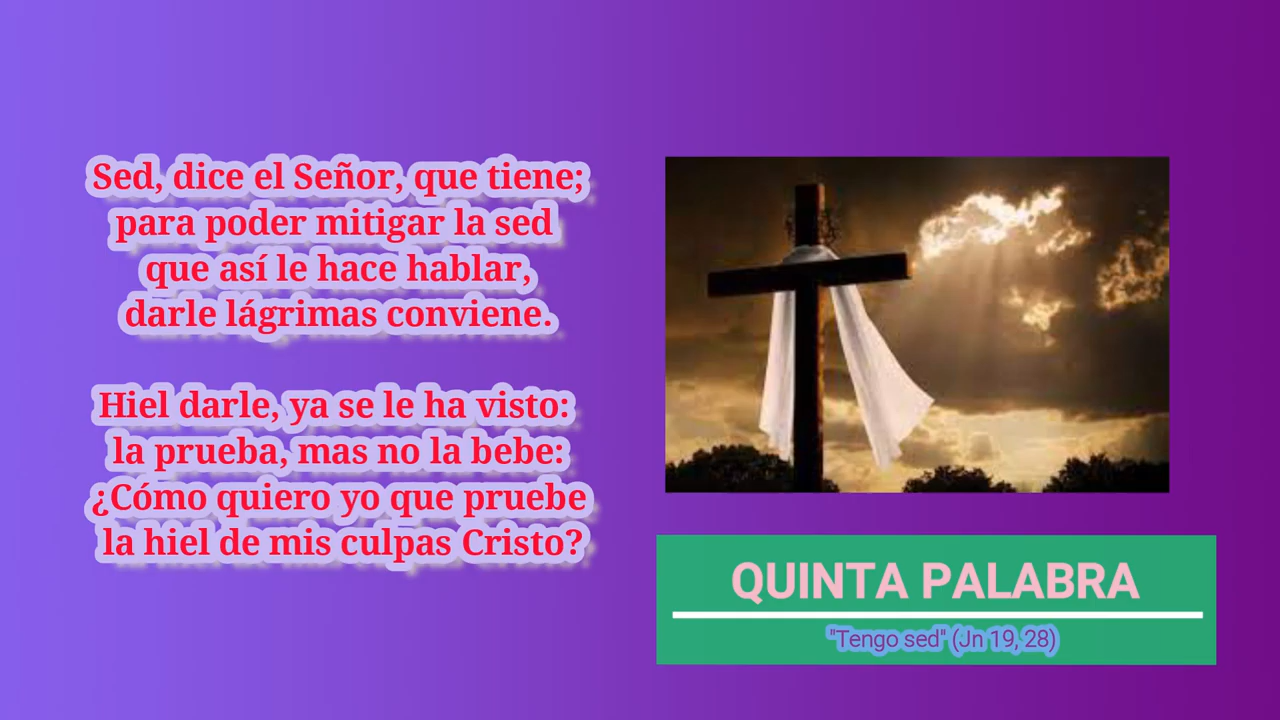 Sed, dice el Señor, que tiene;
para poder mitigar la sed
que así le hace hablar,
darle lágrimas conviene.
Hiel darle, ya se le ha visto:
la prueba, mas no la bebe:
¿Cómo quiero yo que pruebe
la hiel de mis culpas Cristo?
QUINTA PALABRA
"Tengo sed" (Jn 19, 28)